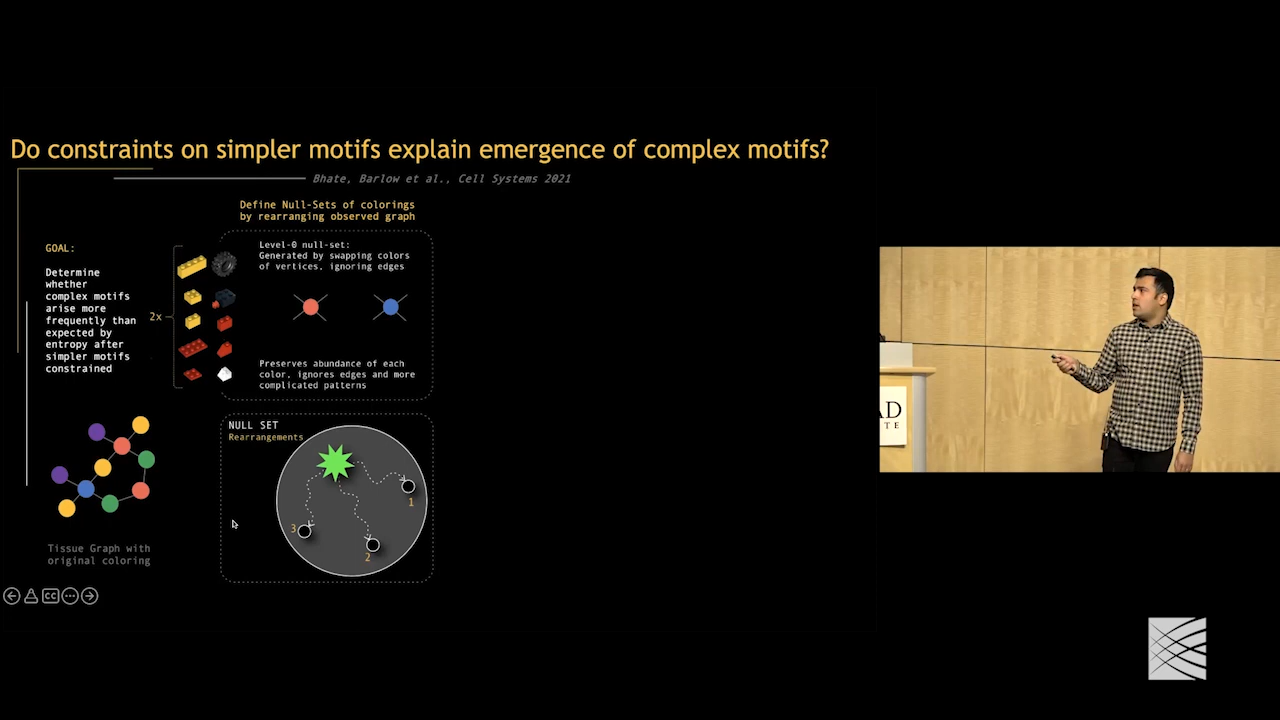 Do constraints on simpler motifs explain emergence of complex motifs?
Bhate, Barlow et al., Cell Systems 2021
Define Null-Sets of colorings
by rearranging observed graph
GOAL:
Determine
whether
complex motifs
arise more
frequently than
expected by
entropy after
simpler motifs
constrained
2x
Level-0 null-set:
Generated by swapping colors
of vertices, ignoring edges
Preserves abundance of each
color, ignores edges and more
complicated patterns
NULL SET
Rearrangements
1
3
2
Tissue Graph with
original coloring
CC
AD
TE